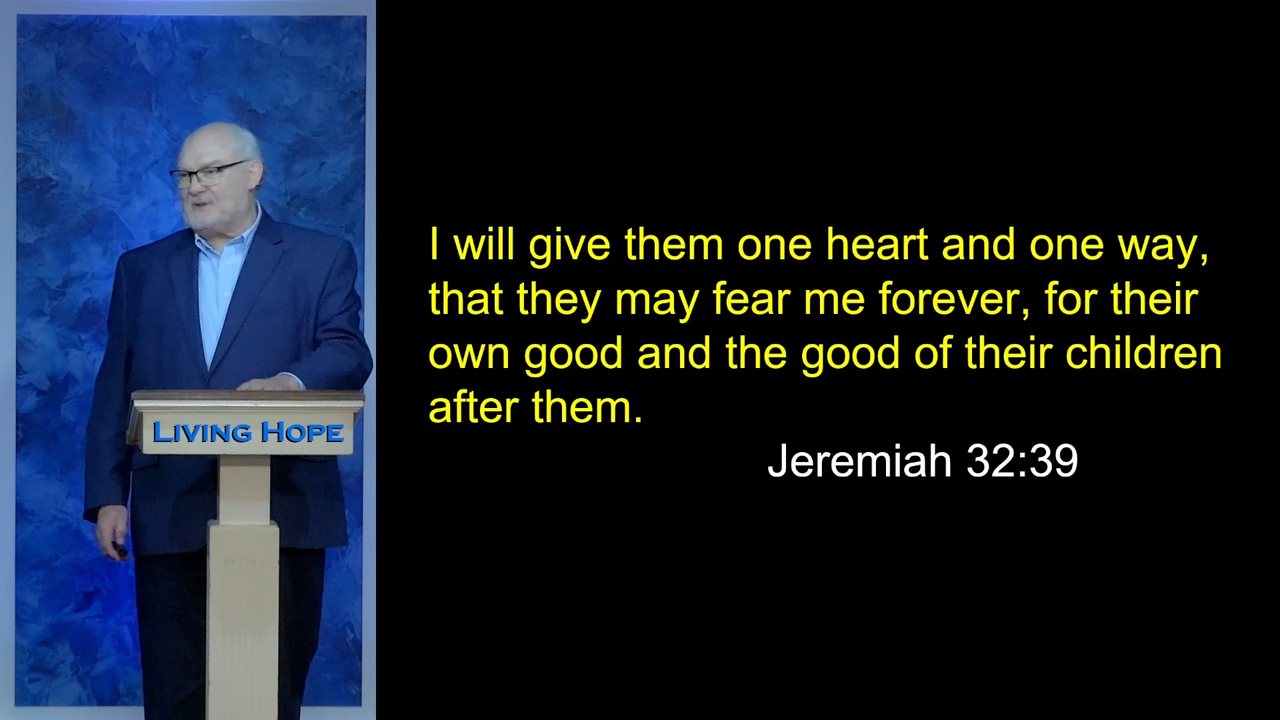 LIVING HOPE
I will give them one heart and one way,
that they may fear me forever, for their
own good and the good of their children
after them.
Jeremiah 32:39